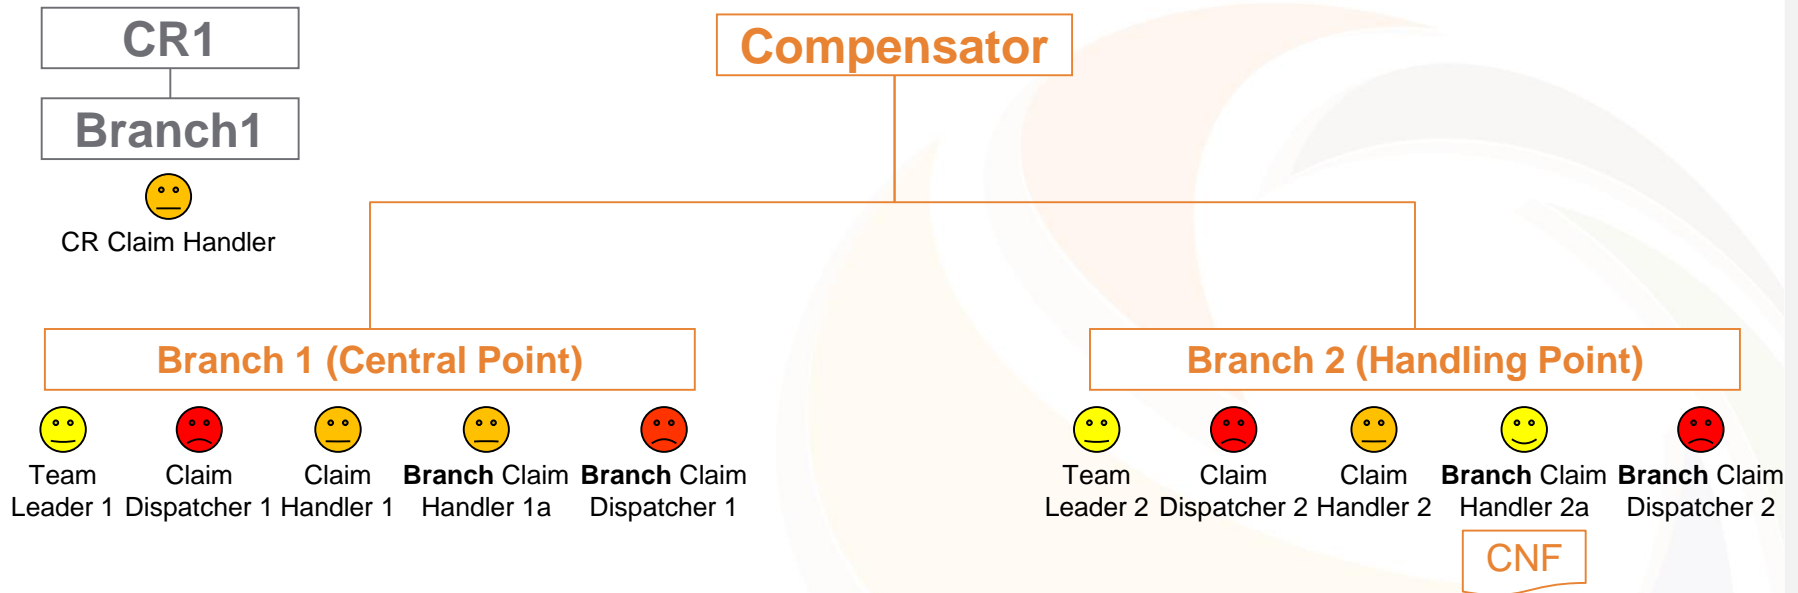 CR1
Compensator
Branch1
CR Claim Handler
Branch 1 (Central Point)
Branch 2 (Handling Point)
Team
Leader 1
Claim
Dispatcher 1
Claim
Handler 1
Branch Claim
Handler 1a
Branch Claim
Dispatcher 1
Team
Leader 2
Claim
Dispatcher 2
Claim
Handler 2
Branch Claim
Handler 2a
Branch Claim
Dispatcher 2
CNF